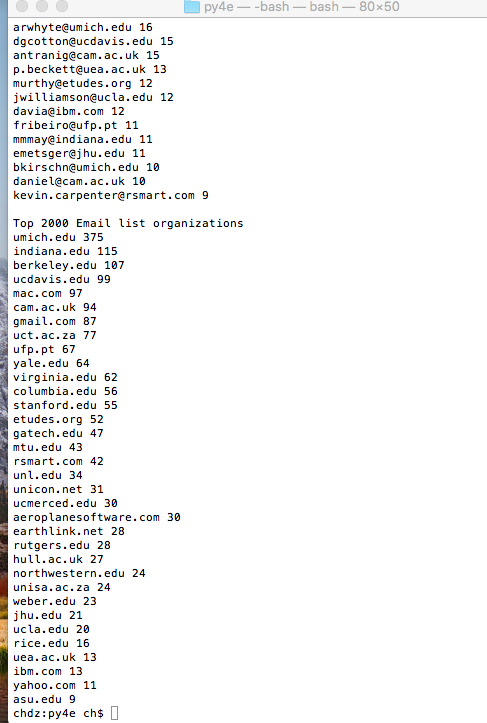 py4e — -bash — bash — 80×50
arwhyte@umich.edu 16
dgcotton@ucdavis.edu 15
antranig@cam.ac.uk 15
p.beckett@uea.ac.uk 13
murthy@etudes.org 12
jwilliamson@ucla.edu 12
davia@ibm.com 12
fribeiro@ufp.pt 11
mmmay@indiana.edu 11
emetsger@jhu.edu 11
bkirschn@umich.edu 10
daniel@cam.ac.uk 10
kevin.carpenter@rsmart.com 9

Top 2000 Email list organizations
umich.edu 375
indiana.edu 115
berkeley.edu 107
ucdavis.edu 99
mac.com 97
cam.ac.uk 94
gmail.com 87
uct.ac.za 77
ufp.pt 67
yale.edu 64
virginia.edu 62
columbia.edu 56
stanford.edu 55
etudes.org 52
gatech.edu 47
mtu.edu 43
rsmart.com 42
unl.edu 34
unicon.net 31
ucmerced.edu 30
aeroplanesoftware.com 30
earthlink.net 28
rutgers.edu 28
hull.ac.uk 27
northwestern.edu 24
unisa.ac.za 24
weber.edu 23
jhu.edu 21
ucla.edu 20
rice.edu 16
uea.ac.uk 13
ibm.com 13
yahoo.com 11
asu.edu 9
chdz:py4e ch$